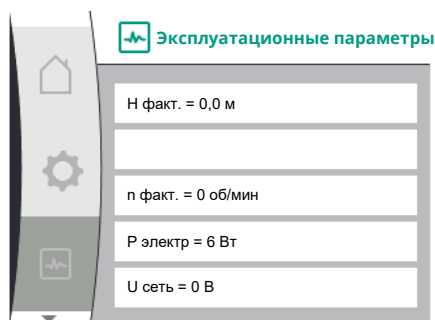 Эксплуатационные параметры
H факт. = 0,0 м
n факт. = 0 об/мин
P электр = 6 Вт
U сеть = 0 В